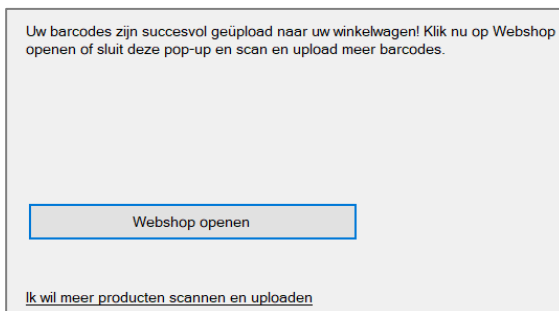 Uw barcodes zijn succesvol geüpload naar uw winkelwagen! Klik nu op Webshop
openen of sluit deze pop-up en scan en upload meer barcodes.
Webshop openen
Ik wil meer producten scannen en uploaden